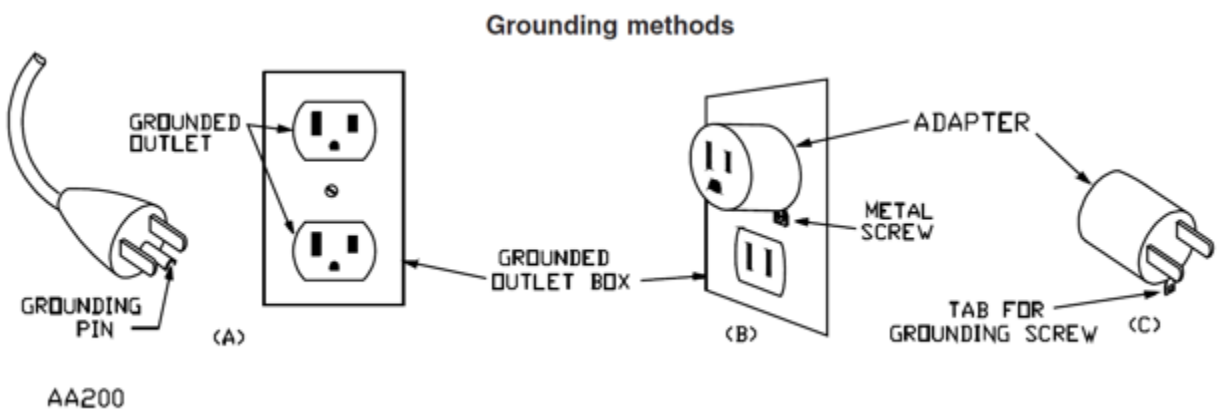 Grounding methods
GROUNDED
OUTLET
GROUNDING
PIN
(A)
GROUNDED
OUTLET BOX
ADAPTER
METAL
SCREW
(B)
TAB FOR
GROUNDING SCREW
(C)
AA200